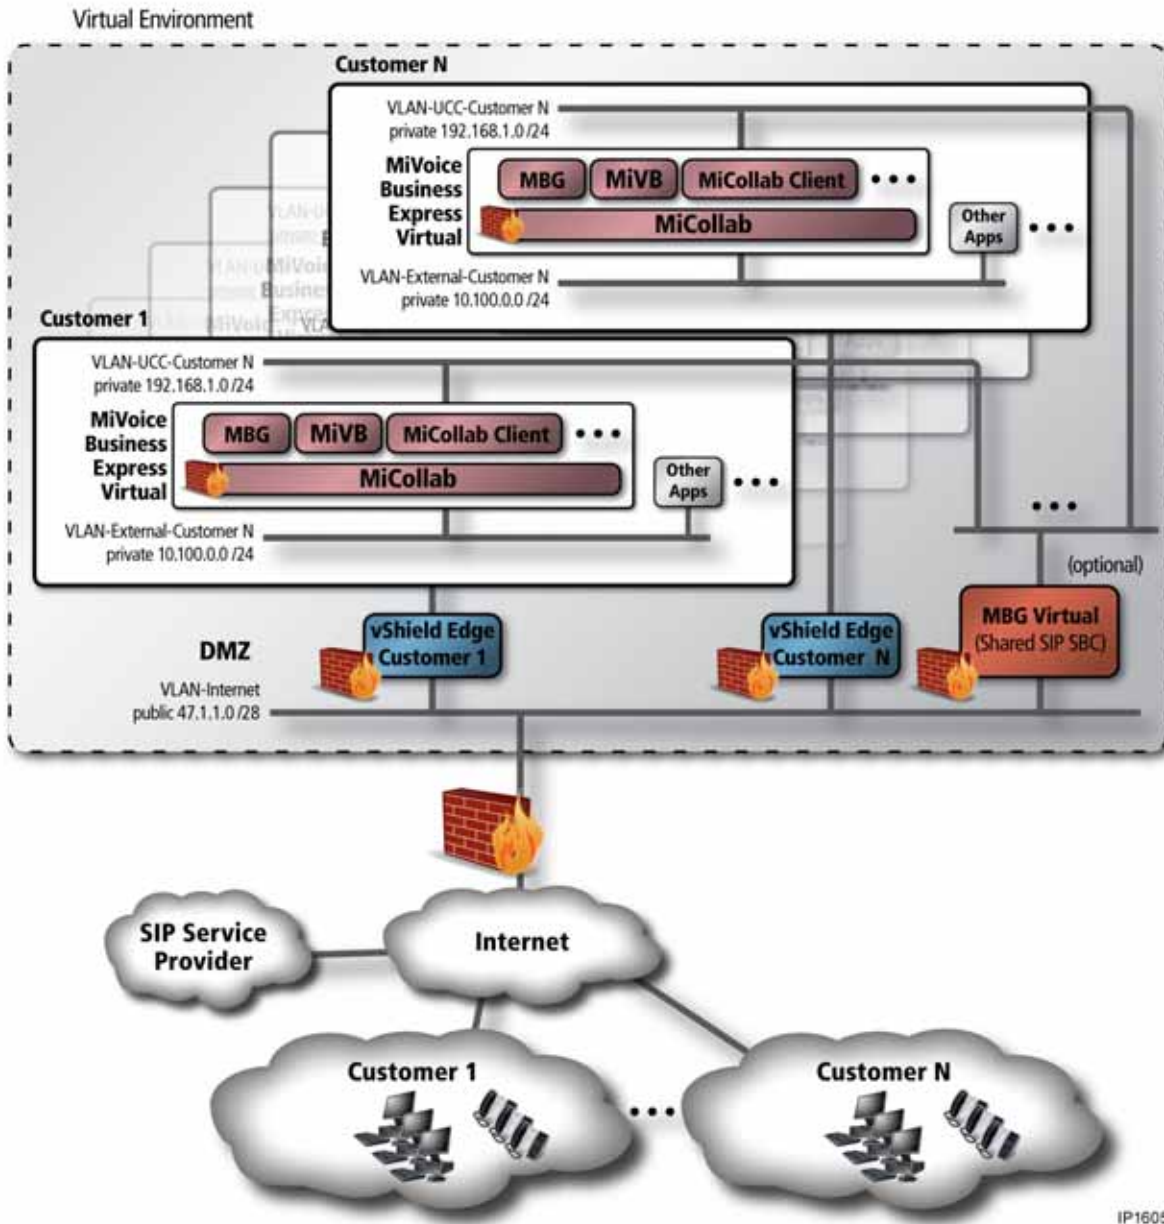 Virtual Environment
Customer N
VLAN-UCC-Customer N
private 192.168.1.0 /24
MiVoice
Business
Express
Virtual
MBG
MiVB
MiCollab Client
• • •
MiCollab
Other
Apps
• • •
VLAN-External-Customer N
private 10.100.0.0 /24
Customer 1
VLAN-UCC-Customer N
private 192.168.1.0 /24
MiVoice
Business
Express
Virtual
MBG
MiVB
MiCollab Client
• • •
MiCollab
Other
Apps
• • •
VLAN-External-Customer N
private 10.100.0.0 /24
• • •
(optional)
MBG Virtual
(Shared SIP SBC)
vShield Edge
Customer 1
vShield Edge
Customer N
DMZ
VLAN-Internet
public 47.1.1.0 /28
SIP Service
Provider
Internet
Customer 1
• • •
Customer N
IP1605